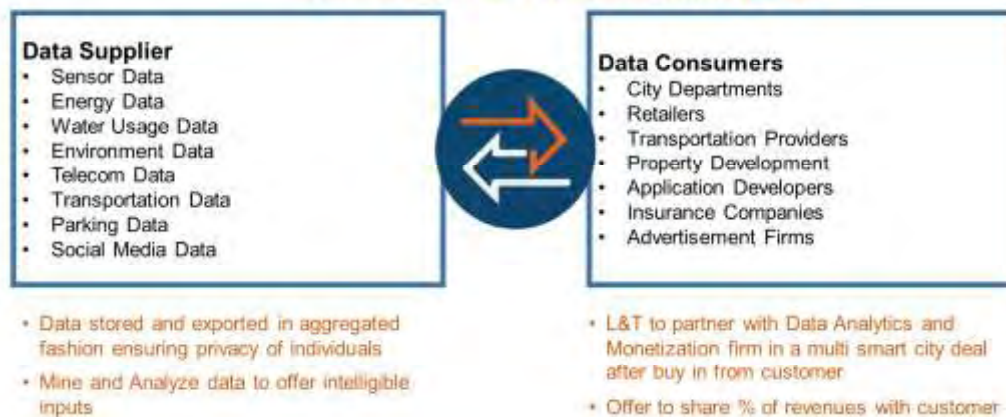 Data Supplier
• Sensor Data
• Energy Data
• Water Usage Data
• Environment Data
• Telecom Data
• Transportation Data
• Parking Data
• Social Media Data
Data Consumers
• City Departments
• Retailers
• Transportation Providers
• Property Development
• Application Developers
• Insurance Companies
• Advertisement Firms
• Data stored and exported in aggregated
fashion ensuring privacy of individuals
• Mine and Analyze data to offer intelligible
inputs
• L&T to partner with Data Analytics and
Monetization firm in a multi smart city deal
after buy in from customer
• Offer to share % of revenues with customer